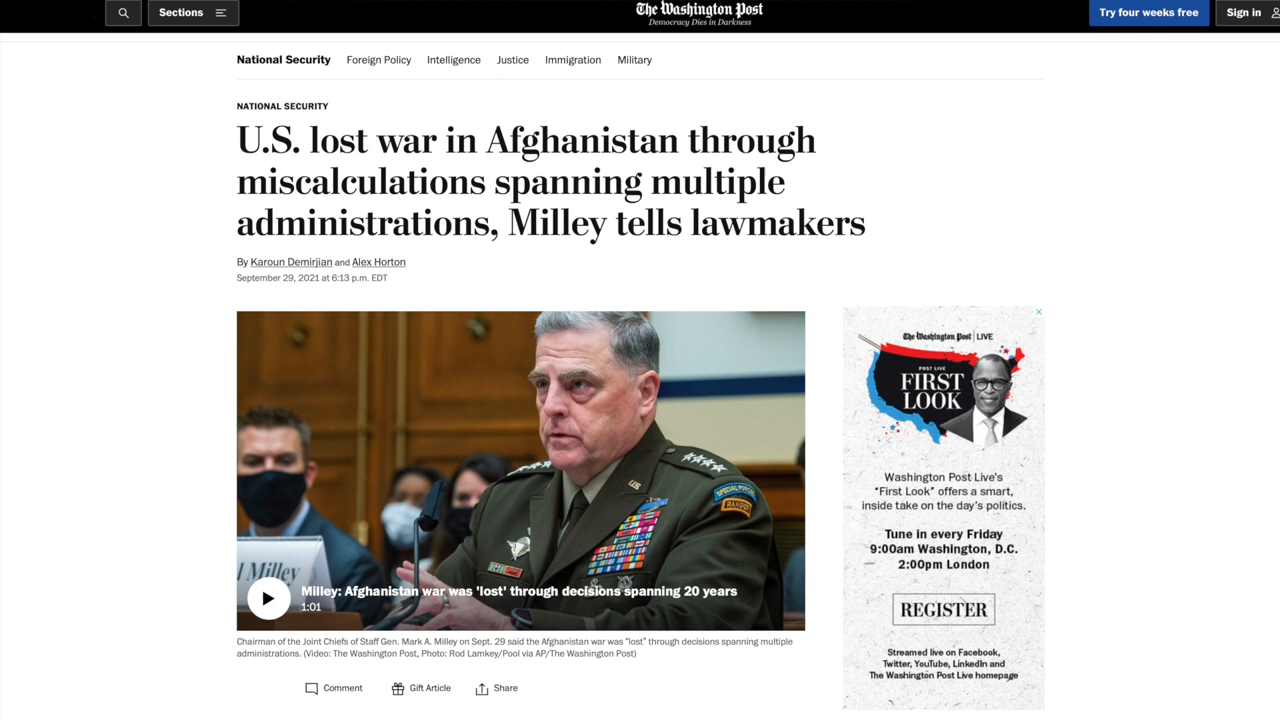 Sections
The Washington Post
Democracy Dies in Darkness
Try four weeks free
Sign in
National Security Foreign Policy Intelligence Justice Immigration Military
NATIONAL SECURITY
U.S. lost war in Afghanistan through
miscalculations spanning multiple
administrations, Milley tells lawmakers
By Karoun Demirjian and Alex Horton
September 29, 2021 at 6:13 p.m. EDT
US
SPECIAL FORCES
RANGER
l Milley
Milley: Afghanistan war was 'lost' through decisions spanning 20 years
1:01
Chairman of the Joint Chiefs of Staff Gen. Mark A. Milley on Sept. 29 said the Afghanistan war was "lost" through decisions spanning multiple
administrations. (Video: The Washington Post, Photo: Rod Lamkey/Pool via AP/The Washington Post)
Comment Gift Article Share
The Washington Post LIVE
POST LIVE
FIRST
LOOK
Washington Post Live's
“First Look” offers a smart,
inside take on the day's politics.
Tune in every Friday
9:00am Washington, D.C.
2:00pm London
REGISTER
Streamed live on Facebook,
Twitter, YouTube, LinkedIn and
The Washington Post Live homepage